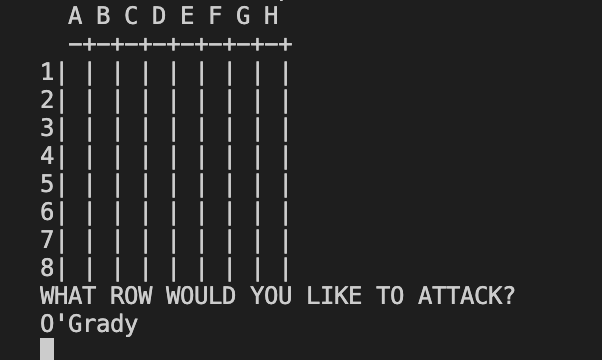 A B C D E F G H
-+-+-+-+-+-+-+-+
1| | | | | | | | |
2| | | | | | | | |
3| | | | | | | | |
4| | | | | | | | |
5| | | | | | | | |
6| | | | | | | | |
7| | | | | | | | |
8| | | | | | | | |
WHAT ROW WOULD YOU LIKE TO ATTACK?
O'Grady